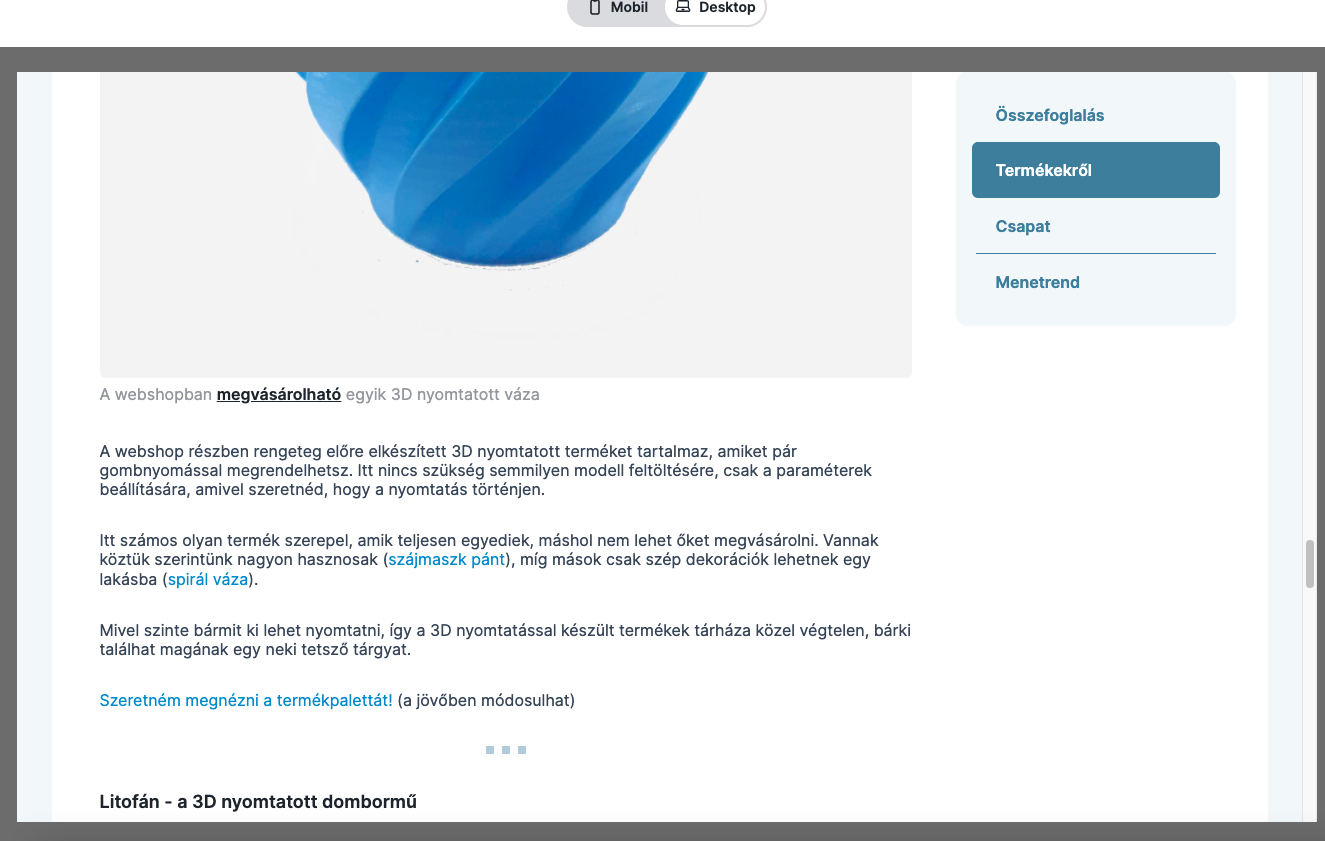 Mobil Desktop
Összefoglalás
Termékekről
Csapat
Menetrend
A webshopban megvásárolható egyik 3D nyomtatott váza
A webshop részben rengeteg előre elkészített 3D nyomtatott terméket tartalmaz, amiket pár
gombnyomással megrendelhetsz. Itt nincs szükség semmilyen modell feltöltésére, csak a paraméterek
beállítására, amivel szeretnéd, hogy a nyomtatás történjen.
Itt számos olyan termék szerepel, amik teljesen egyediek, máshol nem lehet őket megvásárolni. Vannak
köztük szerintünk nagyon hasznosak (szájmaszk pánt), míg mások csak szép dekorációk lehetnek egy
lakásba (spirál váza).
Mivel szinte bármit ki lehet nyomtatni, így a 3D nyomtatással készült termékek tárháza közel végtelen, bárki
találhat magának egy neki tetsző tárgyat.
Szeretném megnézni a termékpalettát! (a jövőben módosulhat)
Litofán - a 3D nyomtatott dombormű